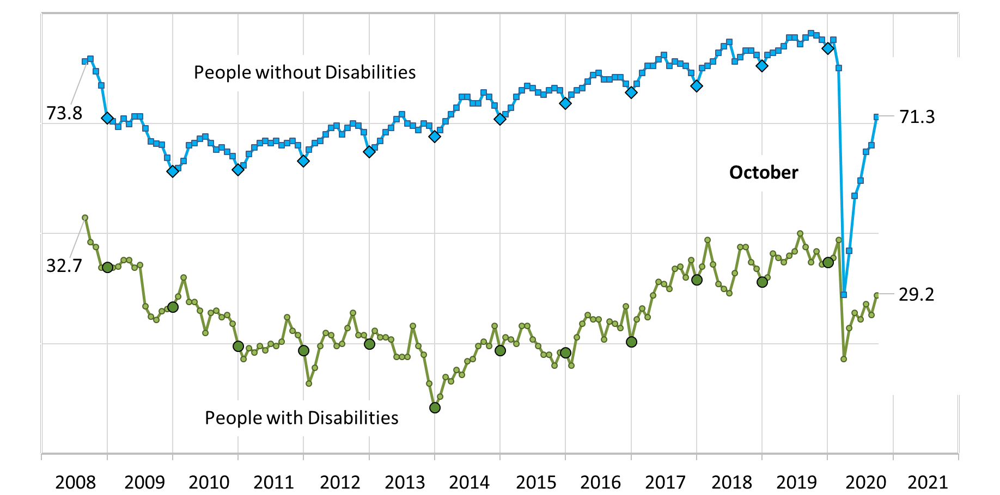 People without Disabilities
73.8
71.3
October
32.7
29.2
People with Disabilities
2008 2009 2010 2011 2012 2013 2014 2015 2016 2017 2018 2019 2020 2021